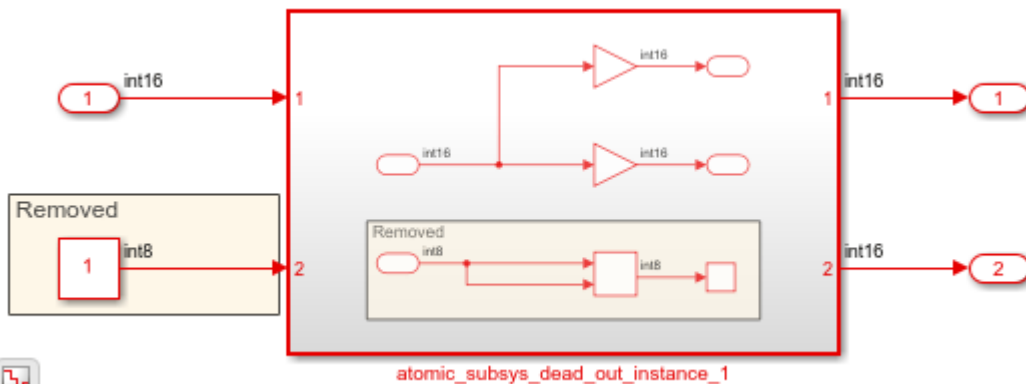 int16
int16
1
1
int16
1
int16
1
int16
int16
Removed
1
int8
2
Removed
int8
int8
int16
2
2
atomic_subsys_dead_out_instance_1